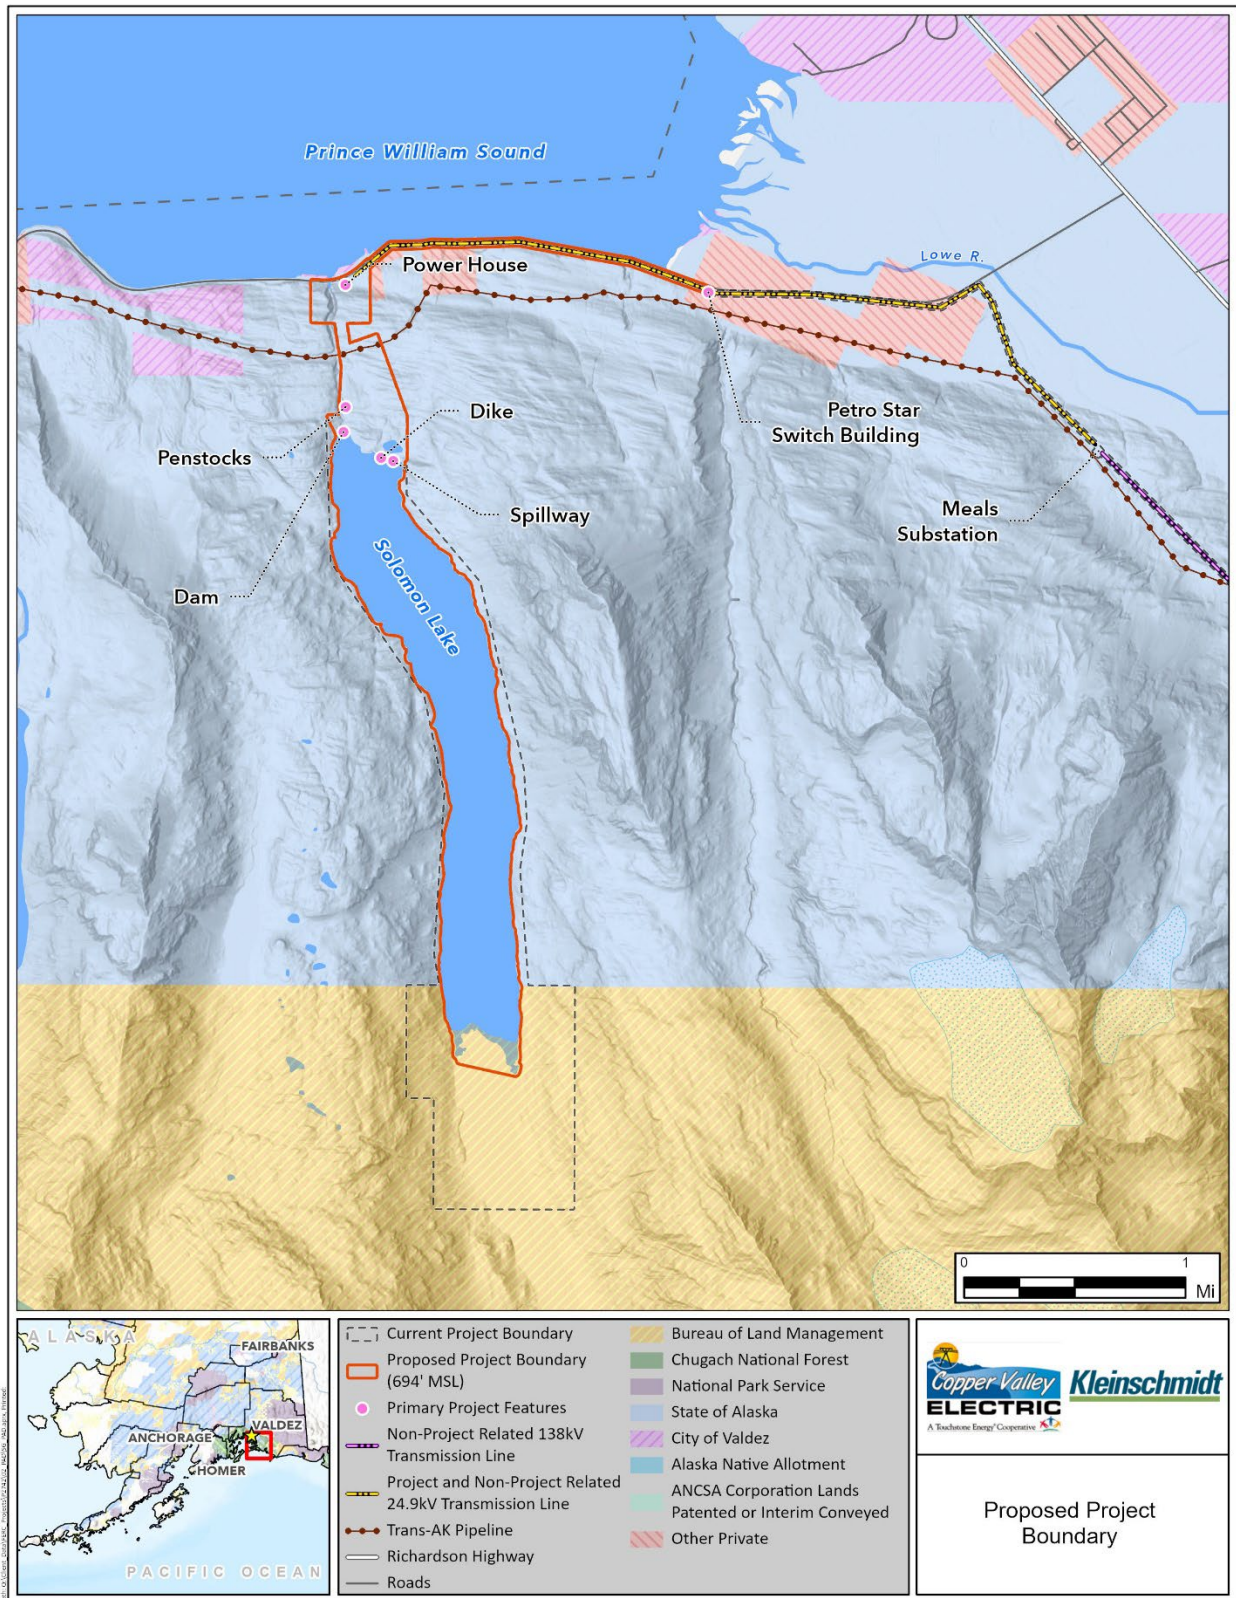 Prince William Sound
Lowe R.
Power House
Dike
Petro Star
Switch Building
Penstocks
Spillway
Meals
Substation
Solomon Lake
Dam
0
1
Mi
ALASKA
FAIRBANKS
VALDEZ
ANCHORAGE
HOMER
PACIFIC OCEAN
Current Project Boundary
Proposed Project Boundary
(694' MSL)
Primary Project Features
Non-Project Related 138kV
Transmission Line
Project and Non-Project Related
24.9kV Transmission Line
Trans-AK Pipeline
Richardson Highway
Roads
Bureau of Land Management
Chugach National Forest
National Park Service
State of Alaska
City of Valdez
Alaska Native Allotment
ANCSA Corporation Lands
Patented or Interim Conveyed
Other Private
Copper Valley
ELECTRIC
A Touchstone Energy® Cooperative
Kleinschmidt
Proposed Project
Boundary